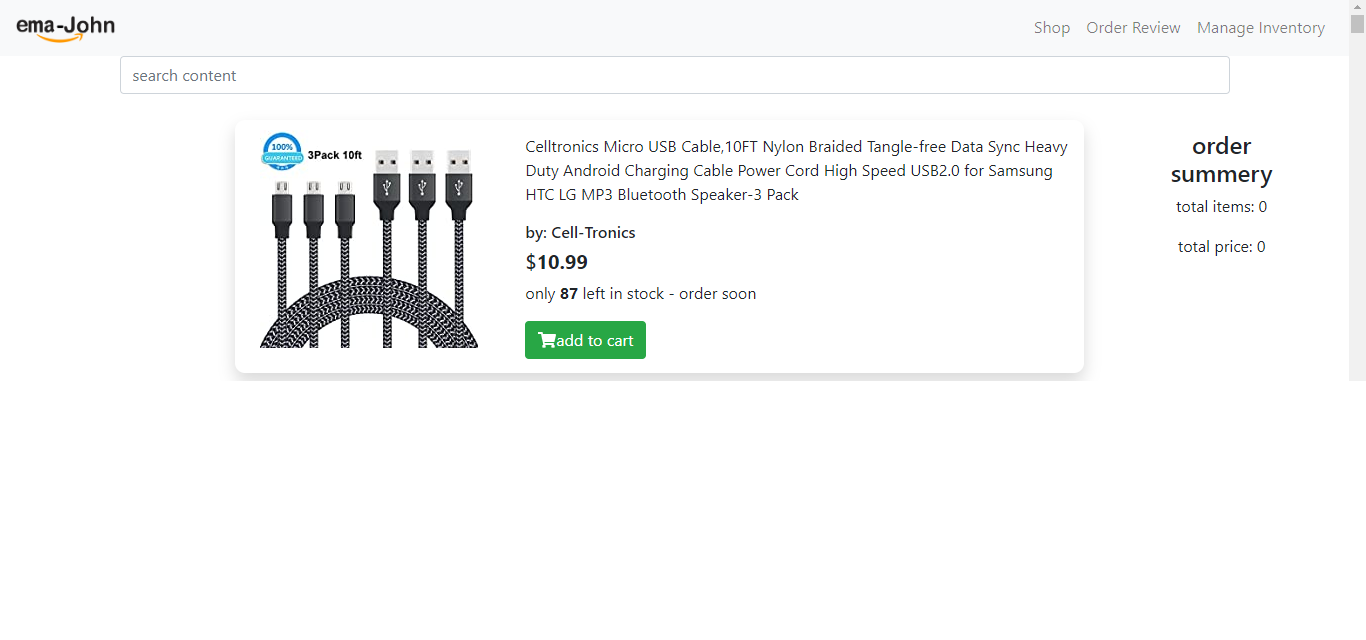 ema-John
Shop Order Review Manage Inventory
search content
100%
GUARANTEED
3Pack 10ft
Celltronics Micro USB Cable,10FT Nylon Braided Tangle-free Data Sync Heavy
Duty Android Charging Cable Power Cord High Speed USB2.0 for Samsung
HTC LG MP3 Bluetooth Speaker-3 Pack
by: Cell-Tronics
$10.99
only 87 left in stock - order soon
add to cart
order
summery
total items: 0
total price: 0